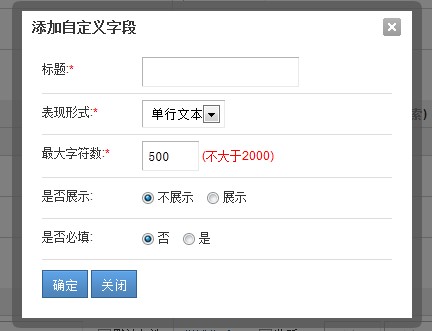 添加自定义字段
标题:*
表现形式:* 单行文本
最大字符数:* 500 (不大于2000)
是否展示: 不展示 展示
是否必填: 否 是
确定 关闭
索)